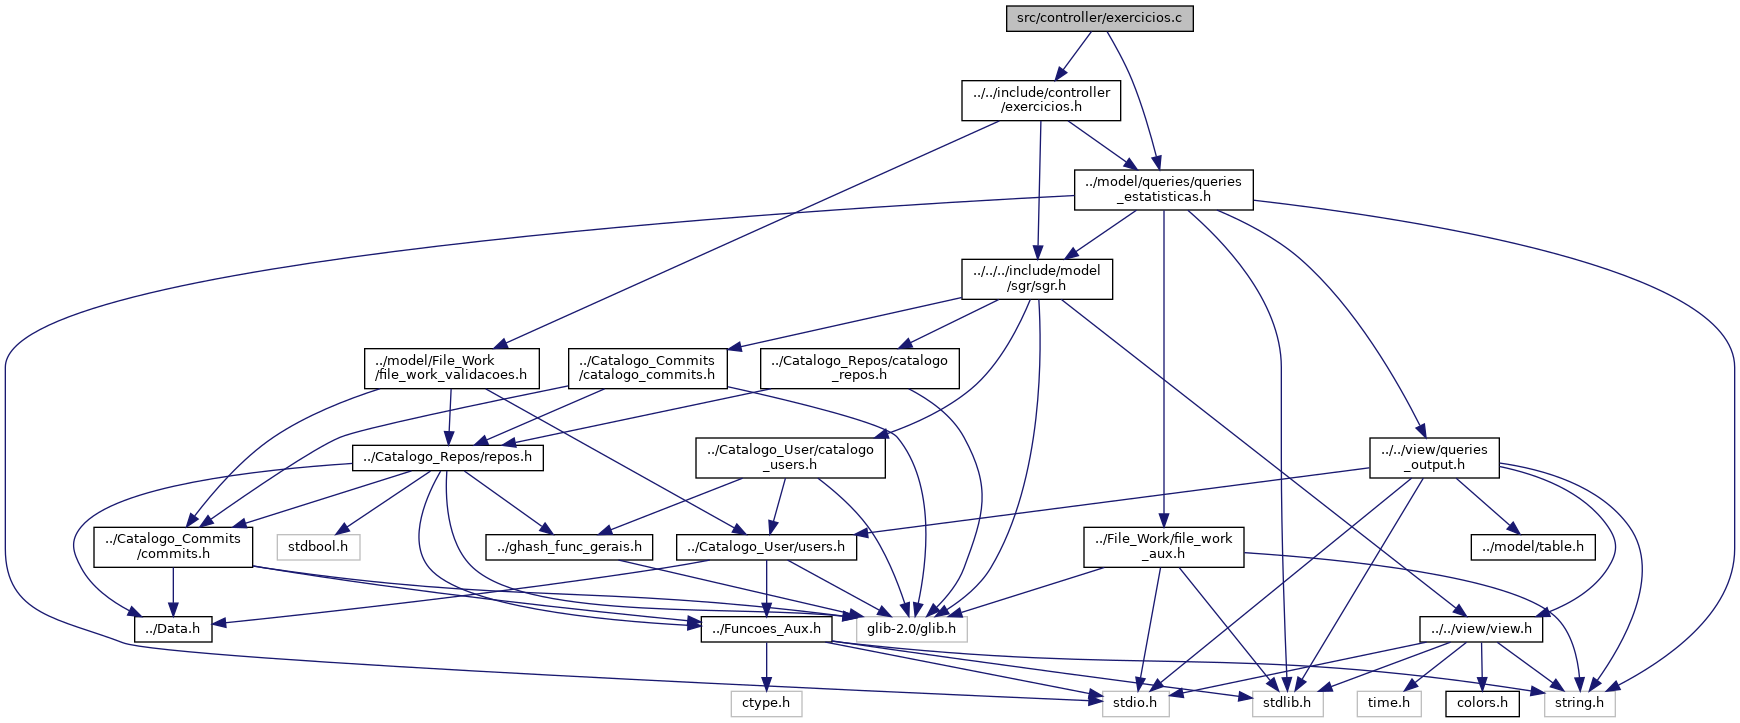 src/controller/exercicios.c
../../include/controller
/exercicios.h
../model/queries/queries
_estatisticas.h
../../../include/model
/sgr/sgr.h
../model/File_Work
/file_work_validacoes.h
../Catalogo_Commits
/catalogo_commits.h
../Catalogo_Repos/catalogo
_repos.h
../Catalogo_Repos/repos.h
../Catalogo_User/catalogo
_users.h
../../view/queries
_output.h
../Catalogo_Commits
/commits.h
stdbool.h
../ghash_func_gerais.h
../Catalogo_User/users.h
../File_Work/file_work
_aux.h
../model/table.h
../Data.h
../Funcoes_Aux.h
glib-2.0/glib.h
../../view/view.h
ctype.h
stdio.h
stdlib.h
time.h
colors.h
string.h